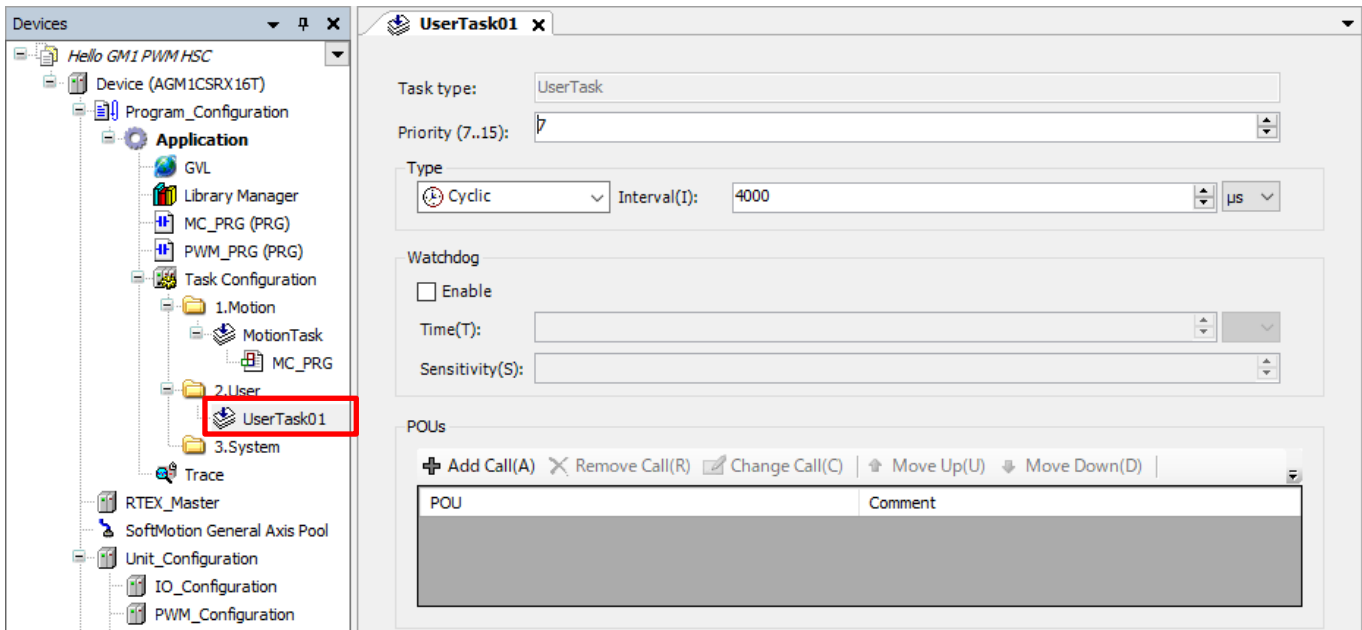 Devices
Hello GM1 PWM HSC
Device (AGM1CSRX16T)
Program_Configuration
Application
GVL
Library Manager
MC_PRG (PRG)
PWM_PRG (PRG)
Task Configuration
1.Motion
MotionTask
MC_PRG
2.User
UserTask01
3.System
Trace
RTEX_Master
SoftMotion General Axis Pool
Unit_Configuration
IO_Configuration
PWM_Configuration
UserTask01
Task type: UserTask
Priority (7..15): 7
Type
Cyclic Interval(I): 4000 µs
Watchdog
Enable
Time(T):
Sensitivity(S):
POUs
Add Call(A) Remove Call(R) Change Call(C) Move Up(U) Move Down(D)
POU Comment